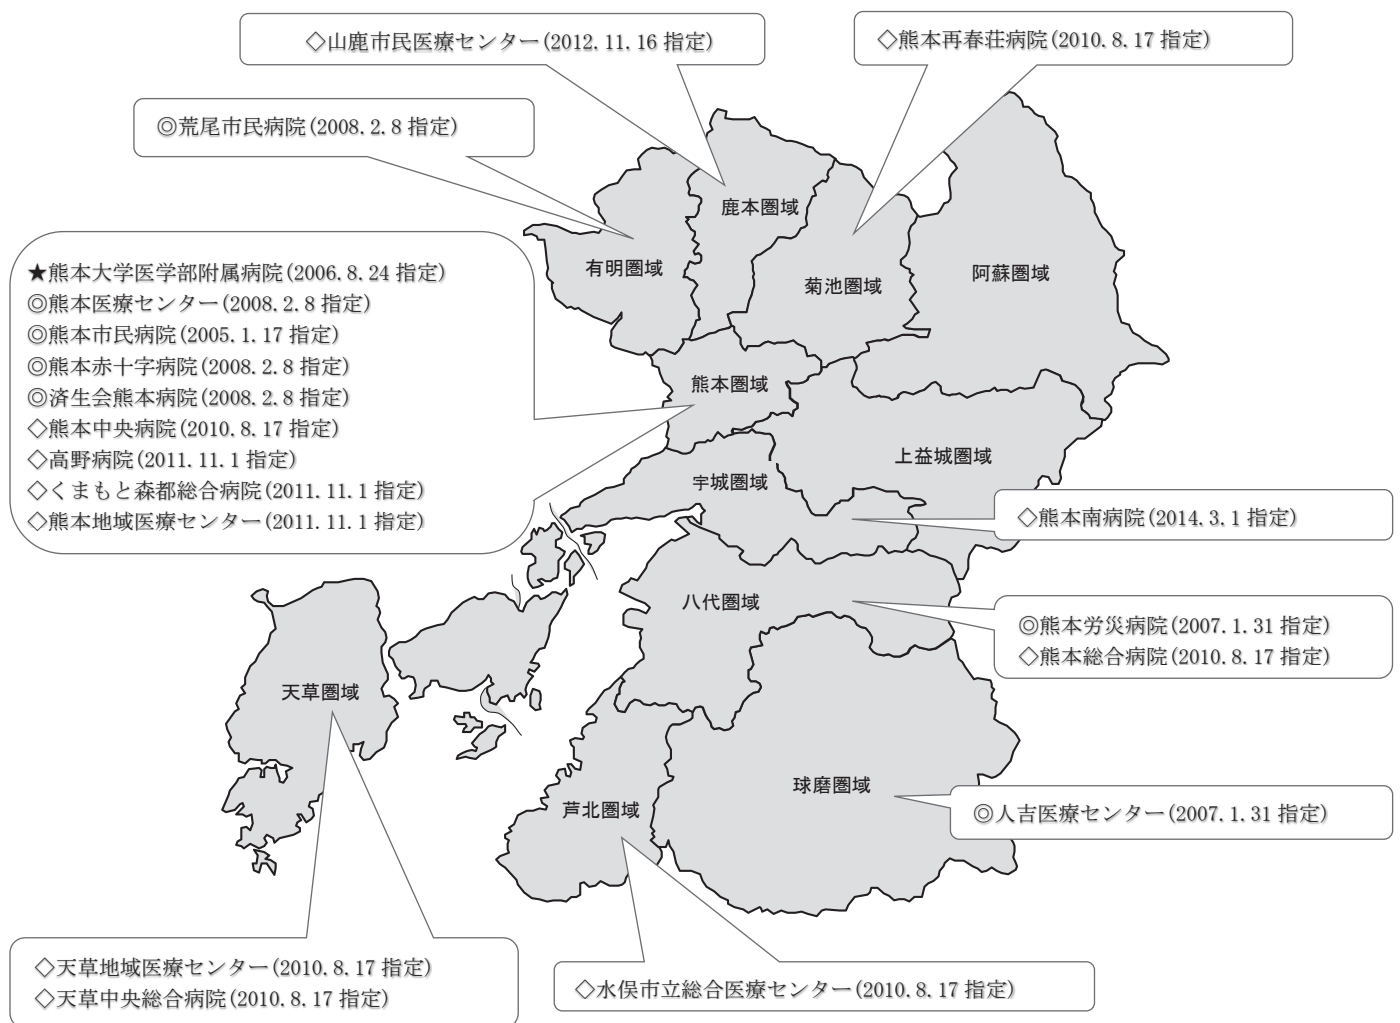 ◇山鹿市民医療センター(2012.11.16 指定)
◇熊本再春荘病院(2010.8.17 指定)
◎荒尾市民病院(2008.2.8 指定)
鹿本圏域
有明圏域
菊池圏域
阿蘇圏域
★熊本大学医学部附属病院(2006.8.24 指定)
◎熊本医療センター(2008.2.8 指定)
◎熊本市民病院(2005.1.17 指定)
◎熊本赤十字病院(2008.2.8 指定)
◎済生会熊本病院(2008.2.8 指定)
◇熊本中央病院(2010.8.17 指定)
◇高野病院(2011.11.1 指定)
◇くまもと森都総合病院(2011.11.1 指定)
◇熊本地域医療センター(2011.11.1 指定)
熊本圏域
上益城圏域
宇城圏域
◇熊本南病院(2014.3.1 指定)
八代圏域
◎熊本労災病院(2007.1.31 指定)
◇熊本総合病院(2010.8.17 指定)
天草圏域
球磨圏域
芦北圏域
◎人吉医療センター(2007.1.31 指定)
◇天草地域医療センター(2010.8.17 指定)
◇天草中央総合病院(2010.8.17 指定)
◇水俣市立総合医療センター(2010.8.17 指定)